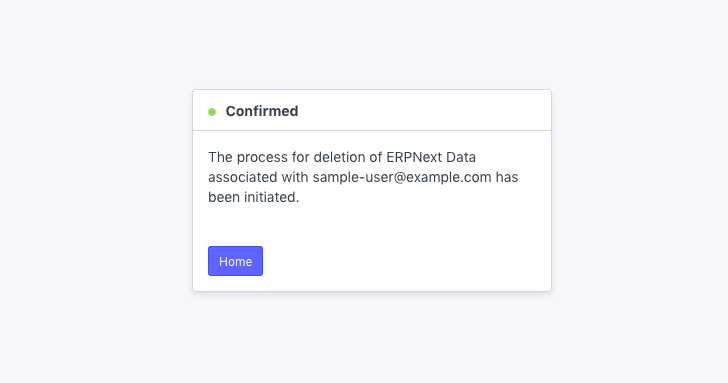 Confirmed
The process for deletion of ERPNext Data
associated with sample-user@example.com has
been initiated.
Home